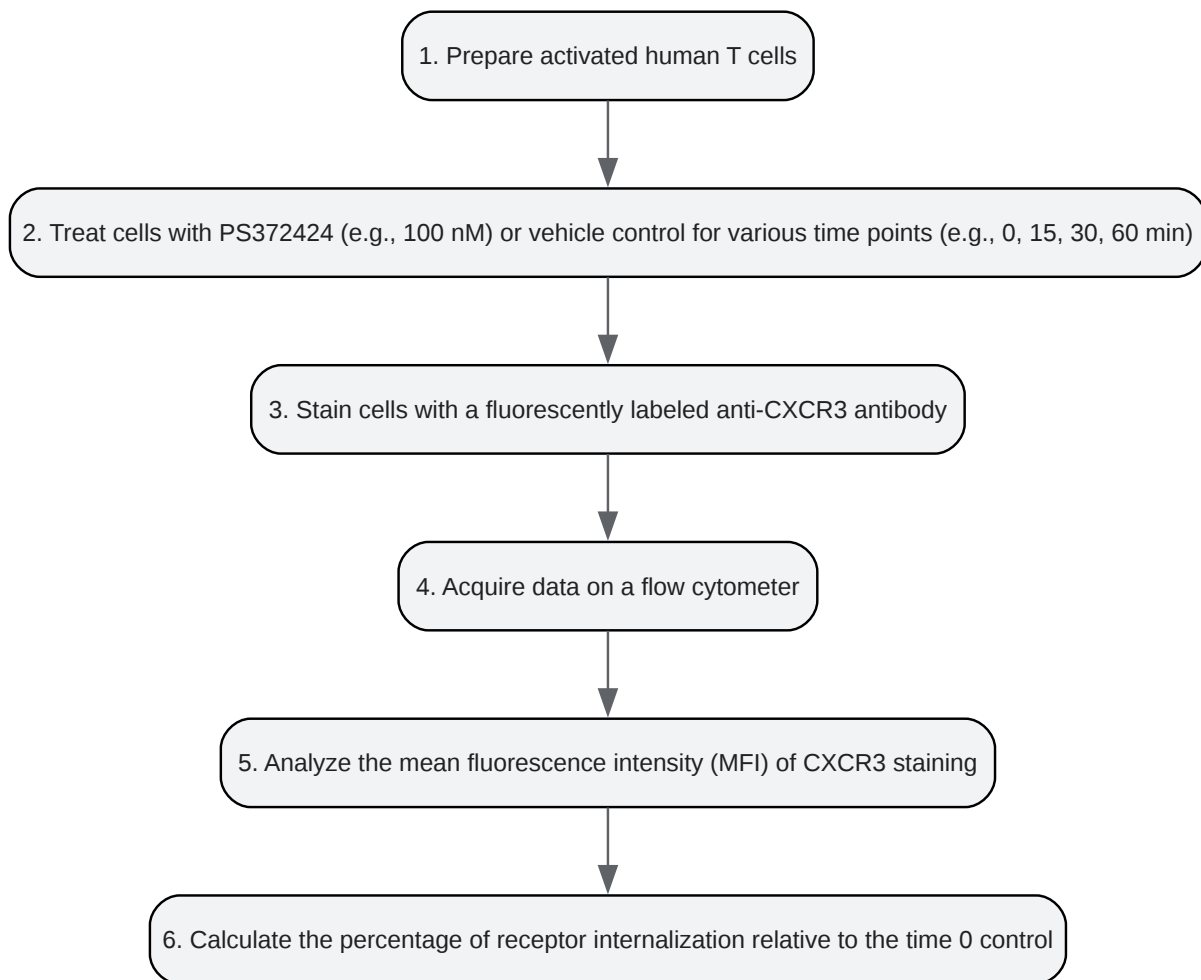 1. Prepare activated human T cells
2. Treat cells with PS372424 (e.g., 100 nM) or vehicle control for various time points (e.g., 0, 15, 30, 60 min)
3. Stain cells with a fluorescently labeled anti-CXCR3 antibody
4. Acquire data on a flow cytometer
5. Analyze the mean fluorescence intensity (MFI) of CXCR3 staining
6. Calculate the percentage of receptor internalization relative to the time 0 control